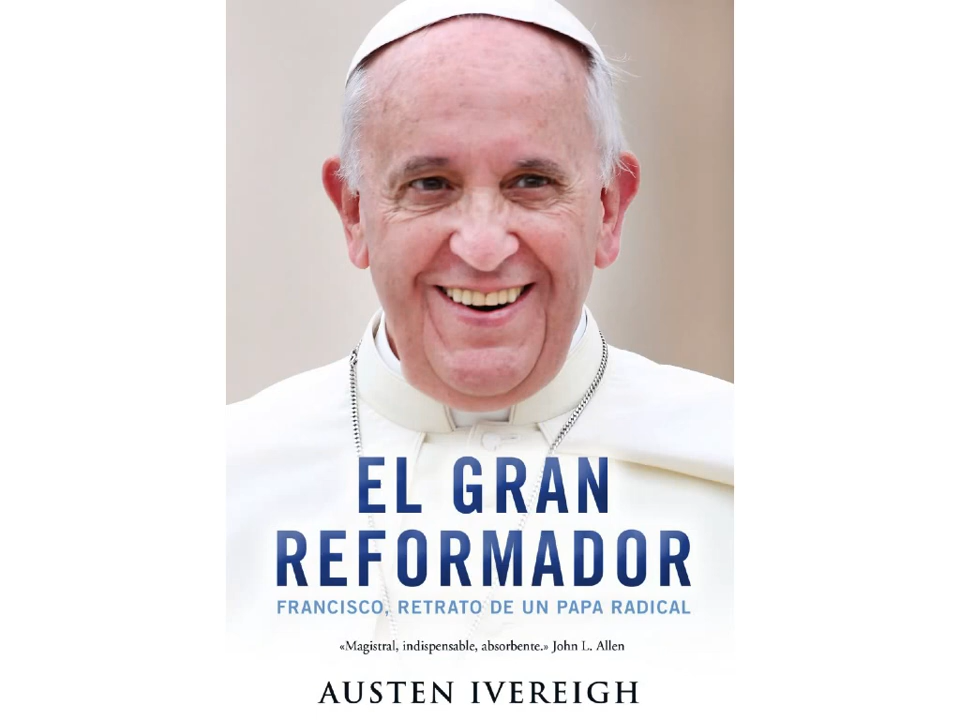 EL GRAN
REFORMADOR
FRANCISCO, RETRATO DE UN PAPA RADICAL
«Magistral, indispensable, absorbente.» John L. Allen
AUSTEN IVEREIGH